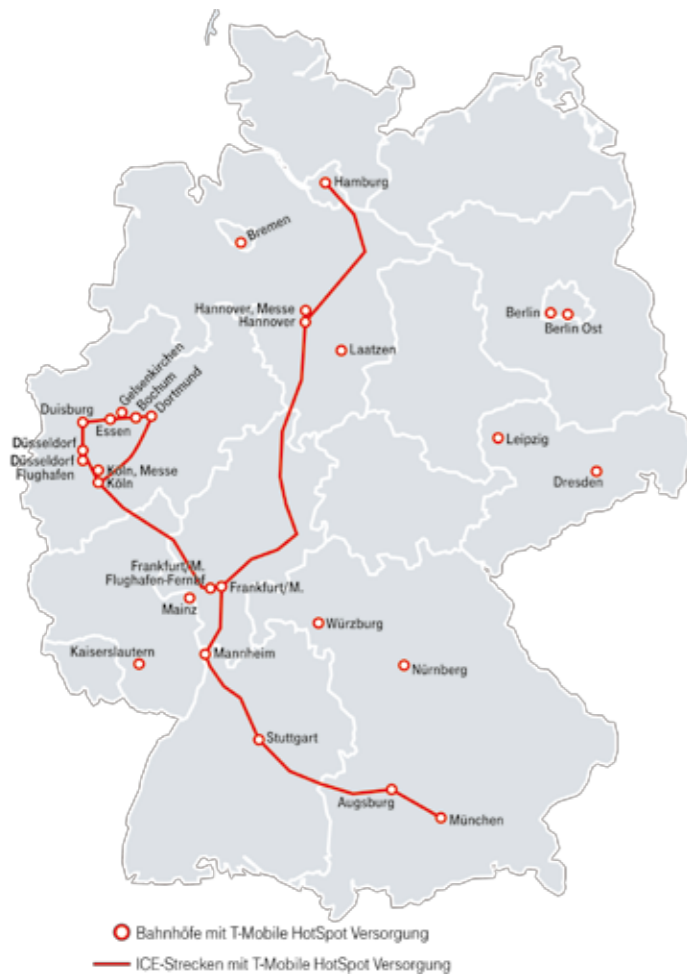 Hamburg
Bremen
Hannover, Messe
Hannover
Berlin
Berlin Ost
Laatzen
Gelsenkirchen
Bochum
Dortmund
Duisburg
Essen
Leipzig
Düsseldorf
Düsseldorf
Flughafen
Köln, Messe
Köln
Dresden
Frankfurt/M.
Flughafen-Fernbf
Frankfurt/M.
Mainz
Würzburg
Kaiserslautern
Mannheim
Nürnberg
Stuttgart
Augsburg
München
Bahnhöfe mit T-Mobile HotSpot Versorgung
ICE-Strecken mit T-Mobile HotSpot Versorgung